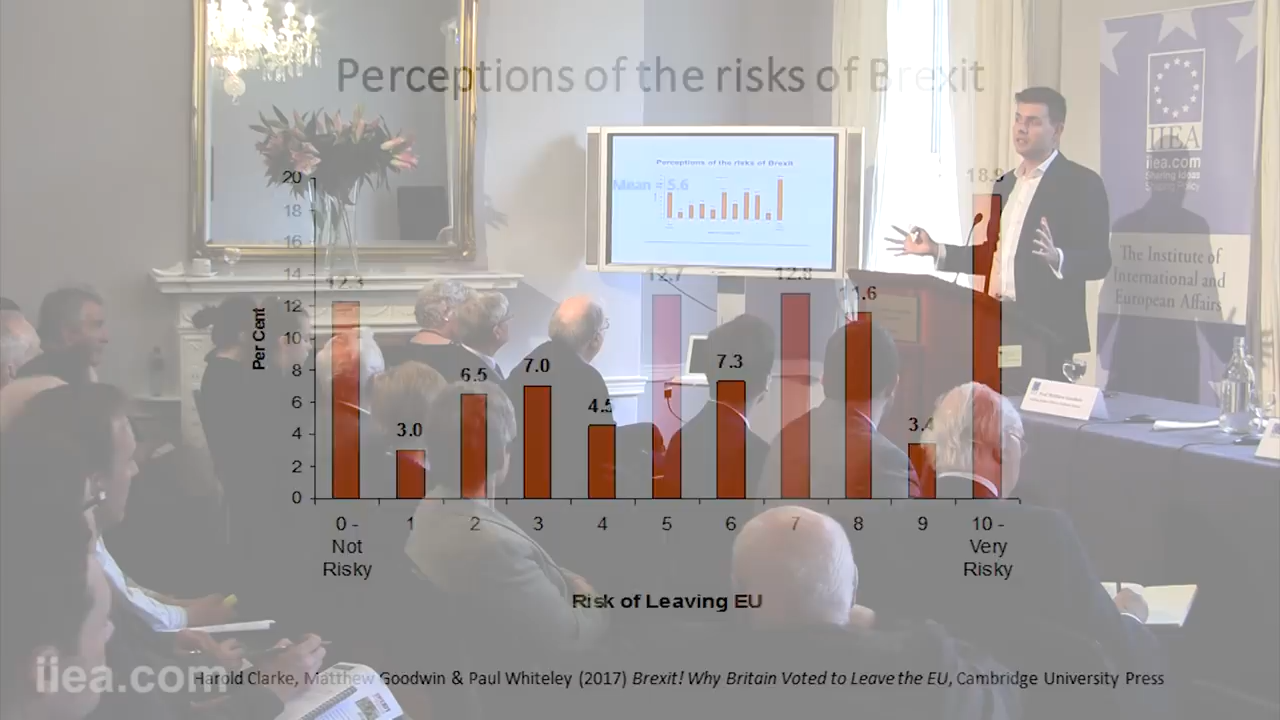 Perceptions of the risks of Brexit
IIEA
iiea.com
Sharing Ideas
Shaping Policy
Perceptions of the risks of Brexit
Mean = 5.6
20
18
16
14
12
10
8
6
4
2
0
Per Cent
12.3
3.0
6.5
7.0
4.5
12.7
7.3
12.8
11.6
3.4
18.9
The Institute of
International and
European Affairs
0 - Not Risky
1
2
3
4
5
6
7
8
9
10 - Very Risky
Risk of Leaving EU
iiea.com
Harold Clarke, Matthew Goodwin & Paul Whiteley (2017) Brexit! Why Britain Voted to Leave the EU, Cambridge University Press